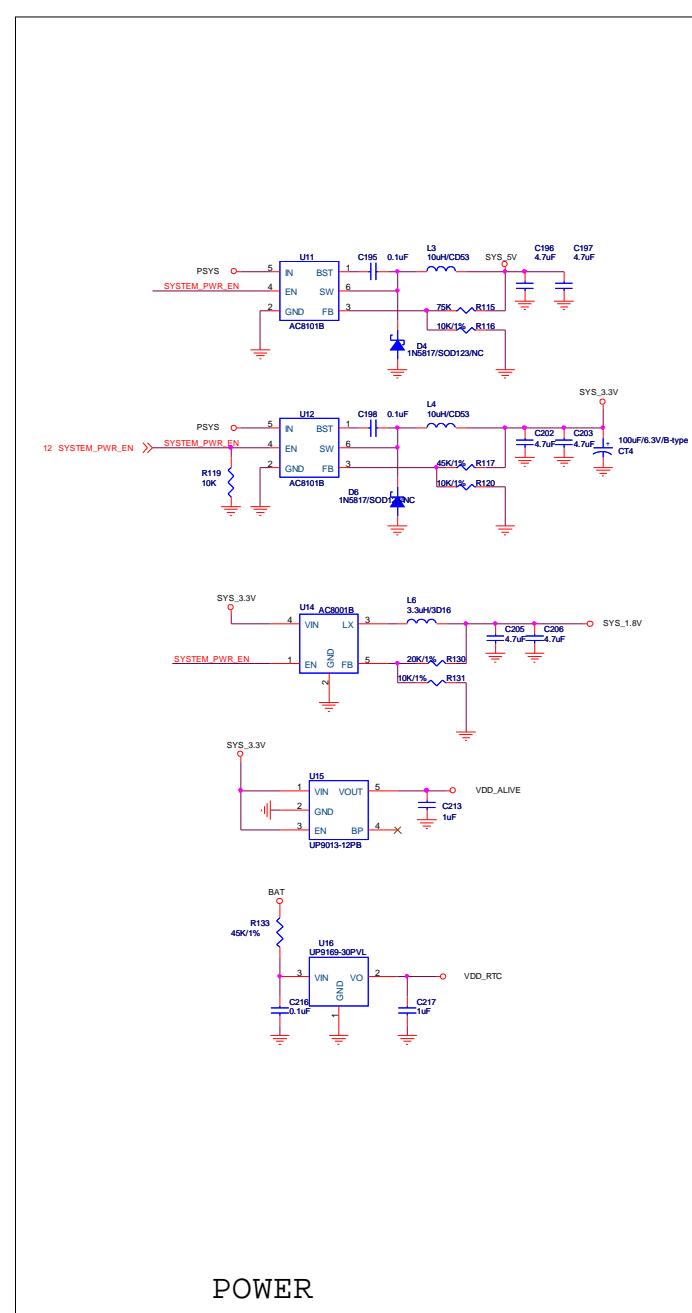 U11
C195 0.1uF
L3
10uH/CD53
SYS_5V
C196
4.7uF
C197
4.7uF
PSYS
5 IN BST 1
SYSTEM_PWR_EN
4 EN SW 6
2 GND FB 3
75K R115
10K/1% R116
AC8101B
D4
1N5817/SOD123/NC
SYS_3.3V
U12
C198 0.1uF
L4
10uH/CD53
PSYS
5 IN BST 1
12 SYSTEM_PWR_EN
SYSTEM_PWR_EN
4 EN SW 6
C202
4.7uF
C203
4.7uF
100uF/6.3V/B-type
+
CT4
2 GND FB 3
45K/1% R117
10K/1% R120
R119
10K
AC8101B
D6
SYS_3.3V
U14
AC8001B
L6
3.3uH/3D16
4 VIN LX 3
SYS_1.8V
C205
4.7uF
C206
4.7uF
SYSTEM_PWR_EN
1 EN GND FB 5
2
20K/1% R130
10K/1% R131
SYS_3.3V
U15
1 VIN VOUT 5
VDD_ALIVE
2 GND
C213
1uF
3 EN BP 4
UP9013-12PB
BAT
R133
45K/1%
U16
UP9169-30PVL
3 VIN VO 2
VDD_RTC
GND
1
C216
0.1uF
C217
1uF
POWER